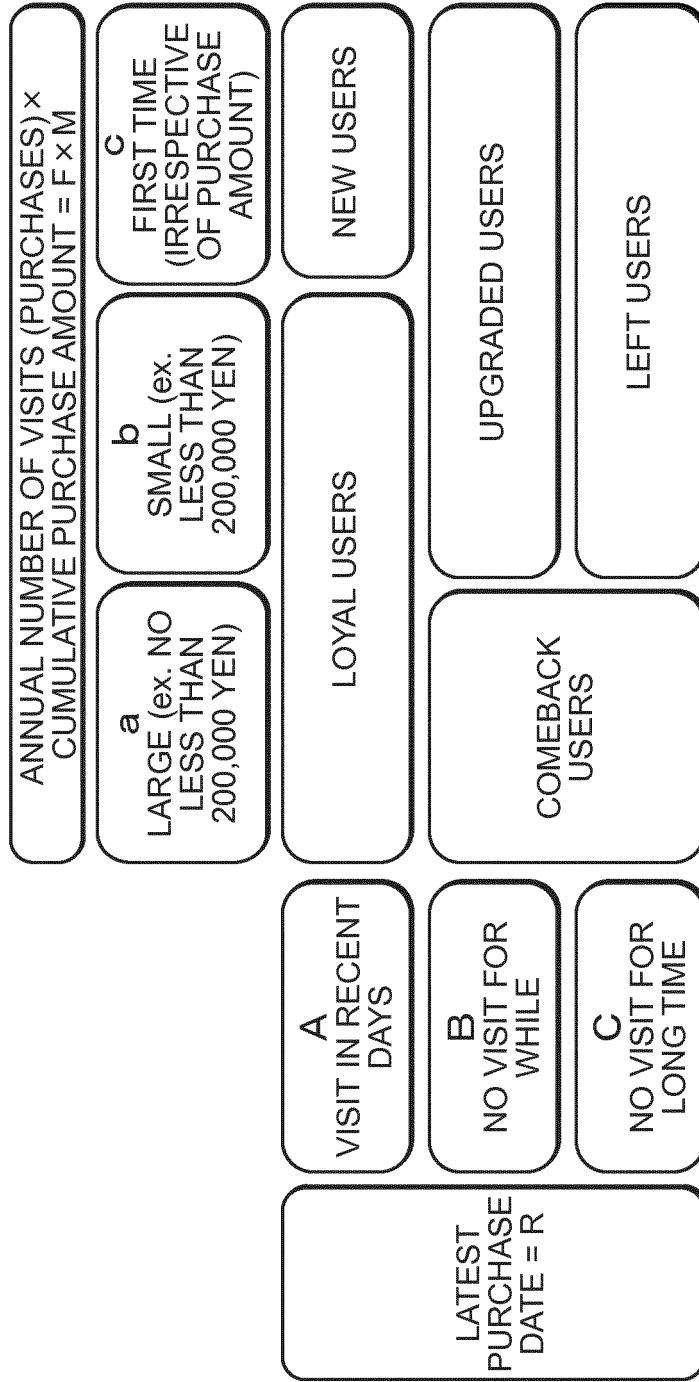 ANNUAL NUMBER OF VISITS (PURCHASES) ×
CUMULATIVE PURCHASE AMOUNT = F × M
a
LARGE (ex. NO
LESS THAN
200,000 YEN)
b
SMALL (ex.
LESS THAN
200,000 YEN)
c
FIRST TIME
(IRRESPECTIVE
OF PURCHASE
AMOUNT)
LATEST
PURCHASE
DATE = R
A
VISIT IN RECENT
DAYS
LOYAL USERS
NEW USERS
B
NO VISIT FOR
WHILE
COMEBACK
USERS
UPGRADED USERS
C
NO VISIT FOR
LONG TIME
LEFT USERS